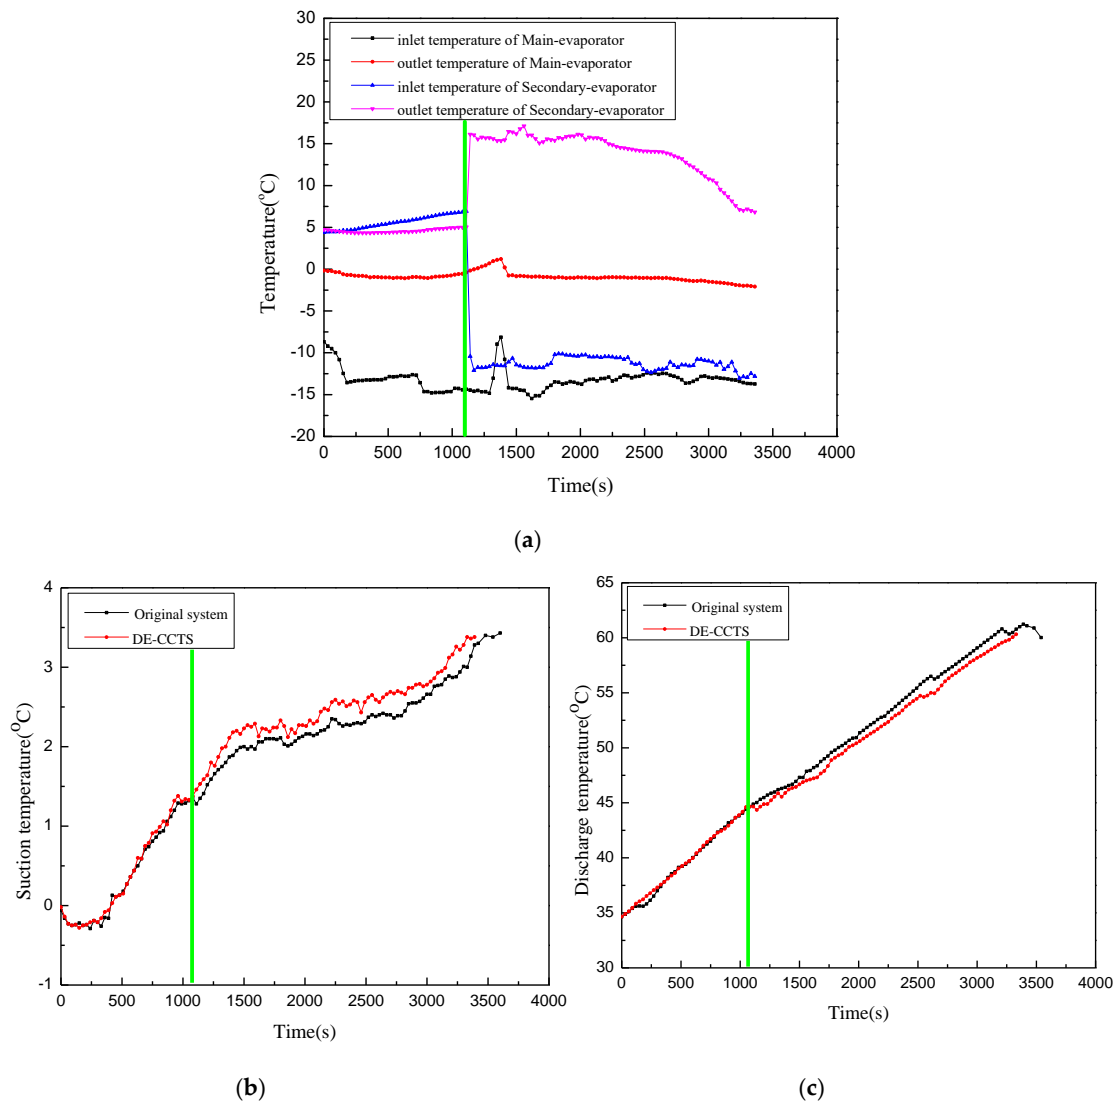 30
25
20
15
10
5
0
-5
-10
-15
-20
Temperature(°C)
inlet temperature of Main-evaporator
outlet temperature of Main-evaporator
inlet temperature of Secondary-evaporator
outlet temperature of Secondary-evaporator
0 500 1000 1500 2000 2500 3000 3500 4000
Time(s)
(a)
4
3
2
1
0
-1
Suction temperature(°C)
Original system
DE-CCTS
0 500 1000 1500 2000 2500 3000 3500 4000
Time(s)
(b)
65
60
55
50
45
40
35
30
Discharge temperature(°C)
Original system
DE-CCTS
0 500 1000 1500 2000 2500 3000 3500 4000
Time(s)
(c)